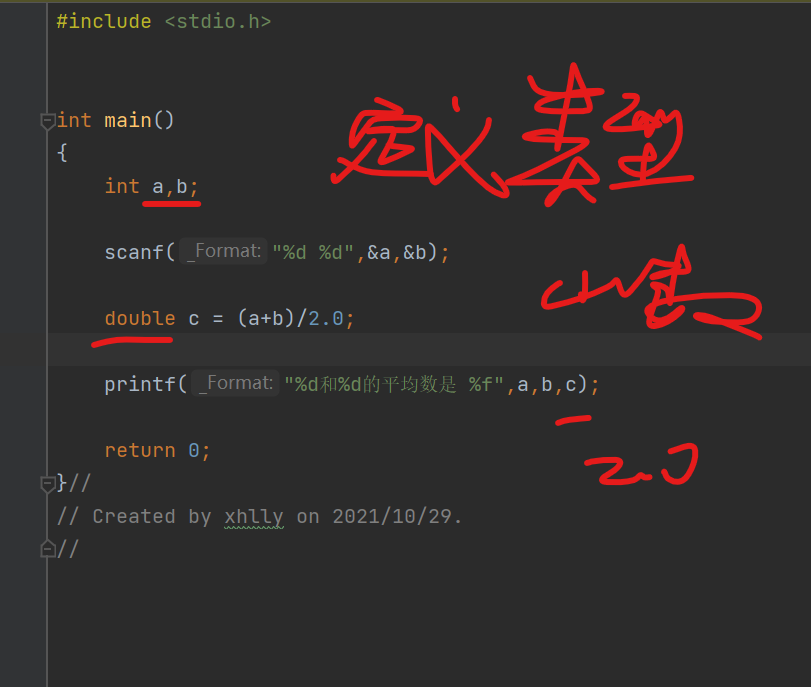 #include <stdio.h>
int main()
{
定义类型
int a,b;
scanf( _Format: "%d %d",&a,&b);
double c = (a+b)/2.0;
printf( _Format: "%d和%d的平均数是 %f",a,b,c);
2.0
return 0;
}//
// Created by xhlly on 2021/10/29.
//